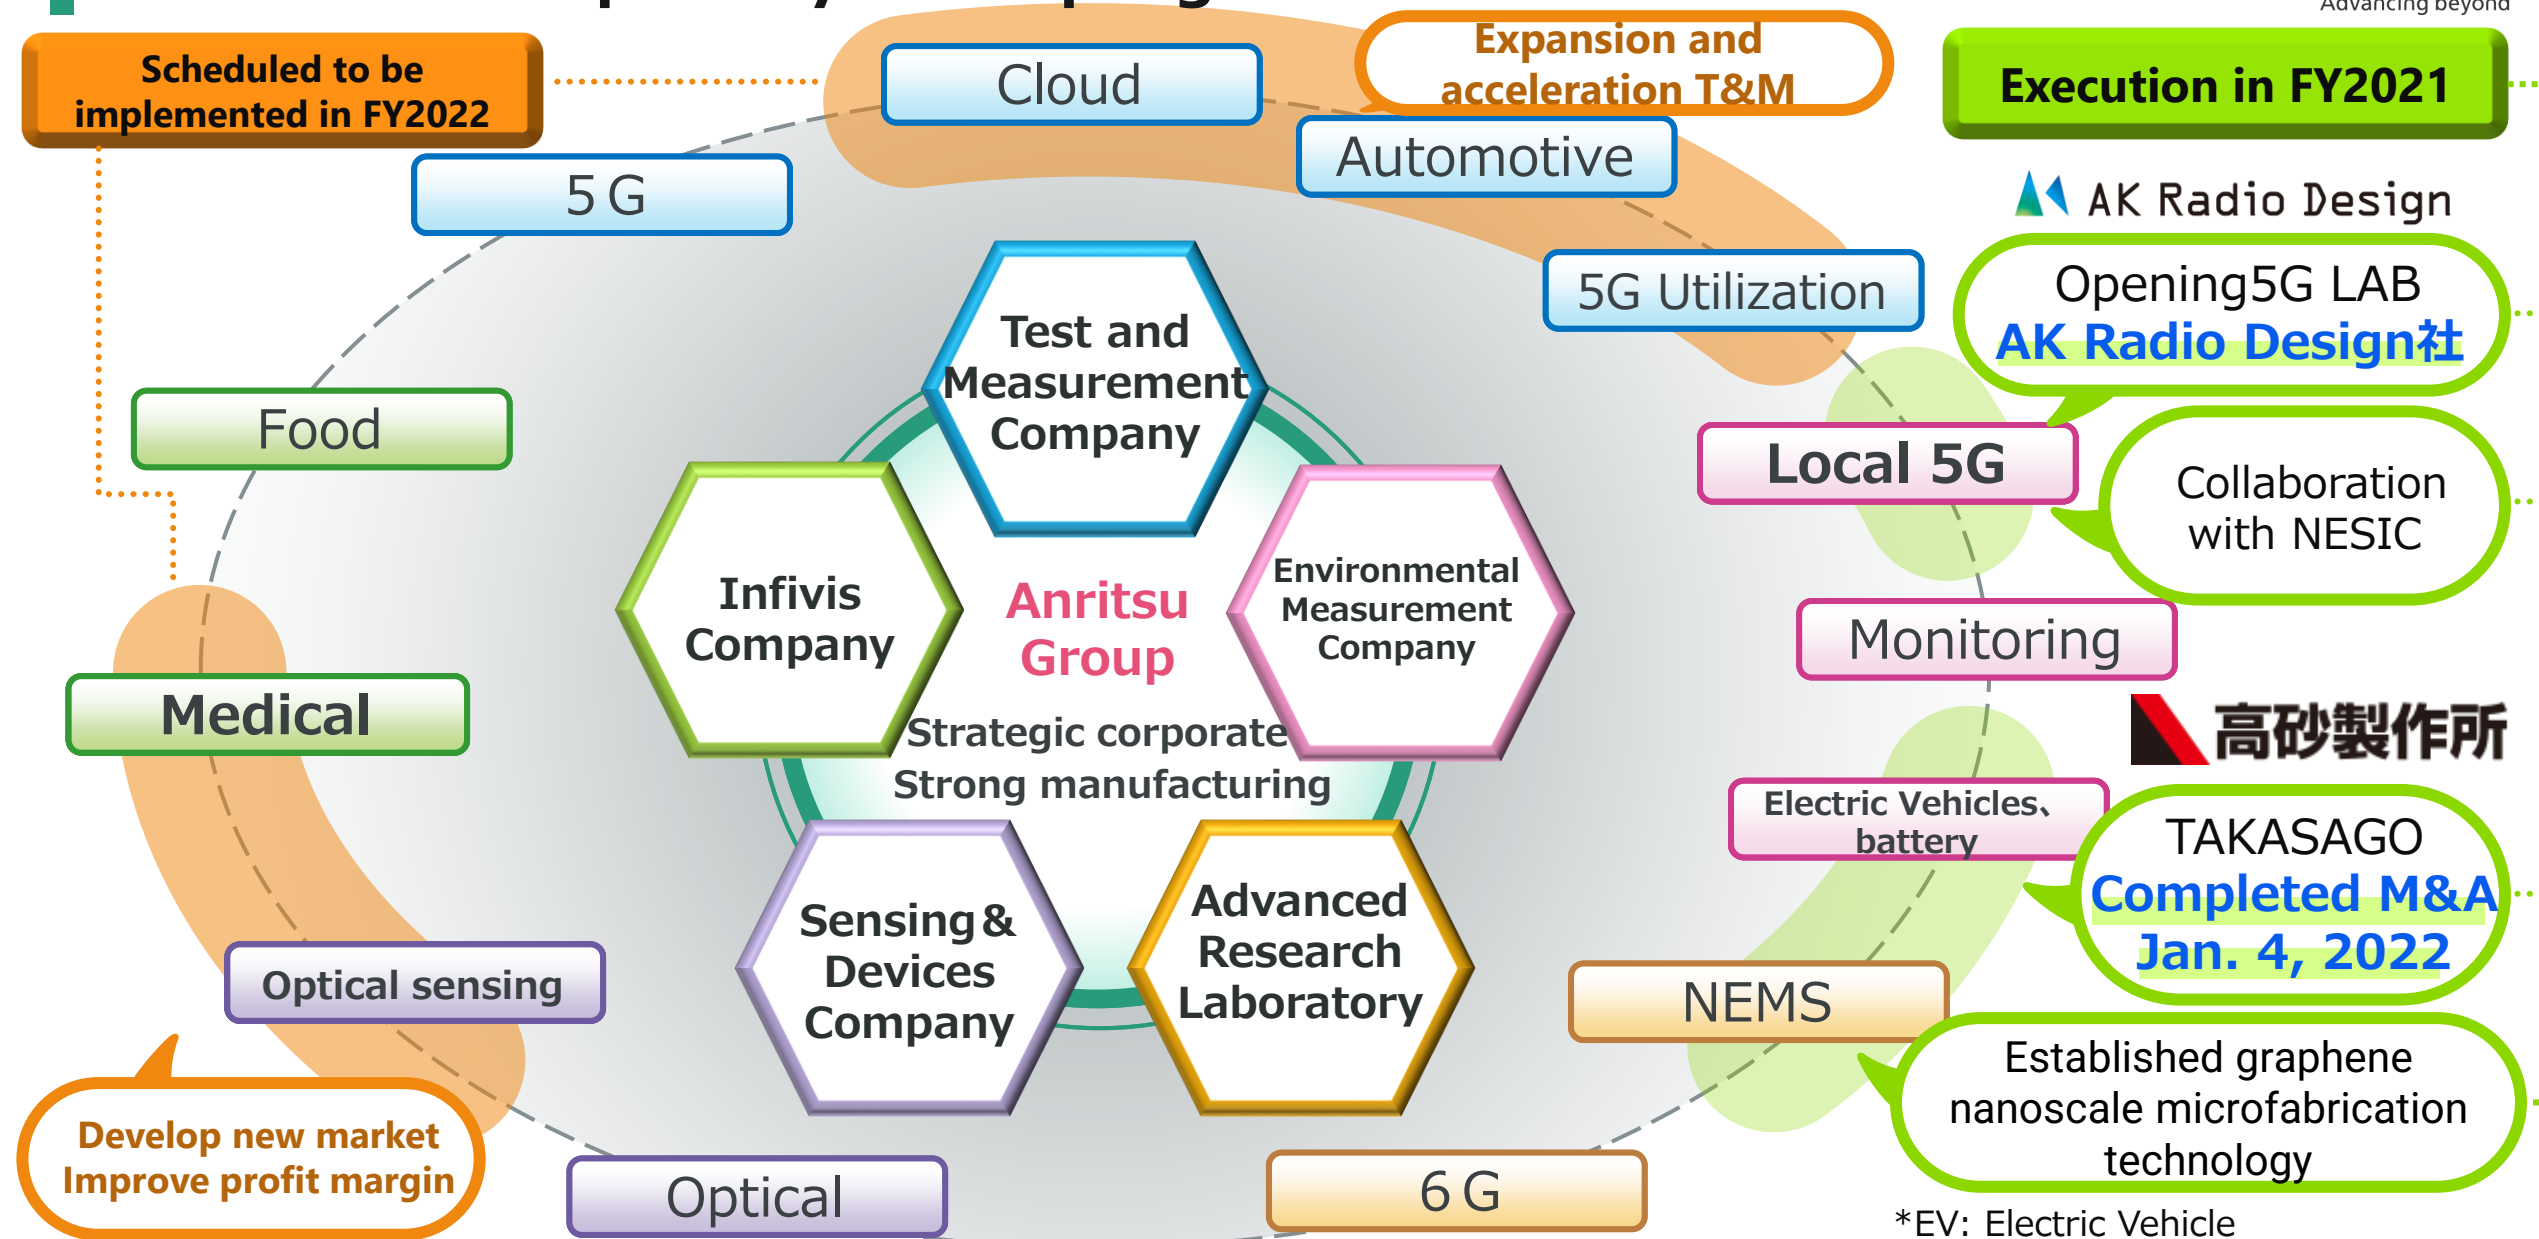 Advancing beyond
Scheduled to be
implemented in FY2022
Cloud
Expansion and
acceleration T&M
Execution in FY2021
5G
Automotive
AK Radio Design
5G Utilization
Opening5G LAB
AK Radio Design社
Test and
Measurement
Company
Food
Local 5G
Collaboration
with NESIC
Infivis
Company
Anritsu
Group
Environmental
Measurement
Company
Monitoring
Medical
Strategic corporate
Strong manufacturing
高砂製作所
Electric Vehicles、
battery
TAKASAGO
Completed M&A
Jan. 4, 2022
Sensing&
Devices
Company
Advanced
Research
Laboratory
Optical sensing
NEMS
Established graphene
nanoscale microfabrication
technology
Develop new market
Improve profit margin
Optical
6G
*EV: Electric Vehicle